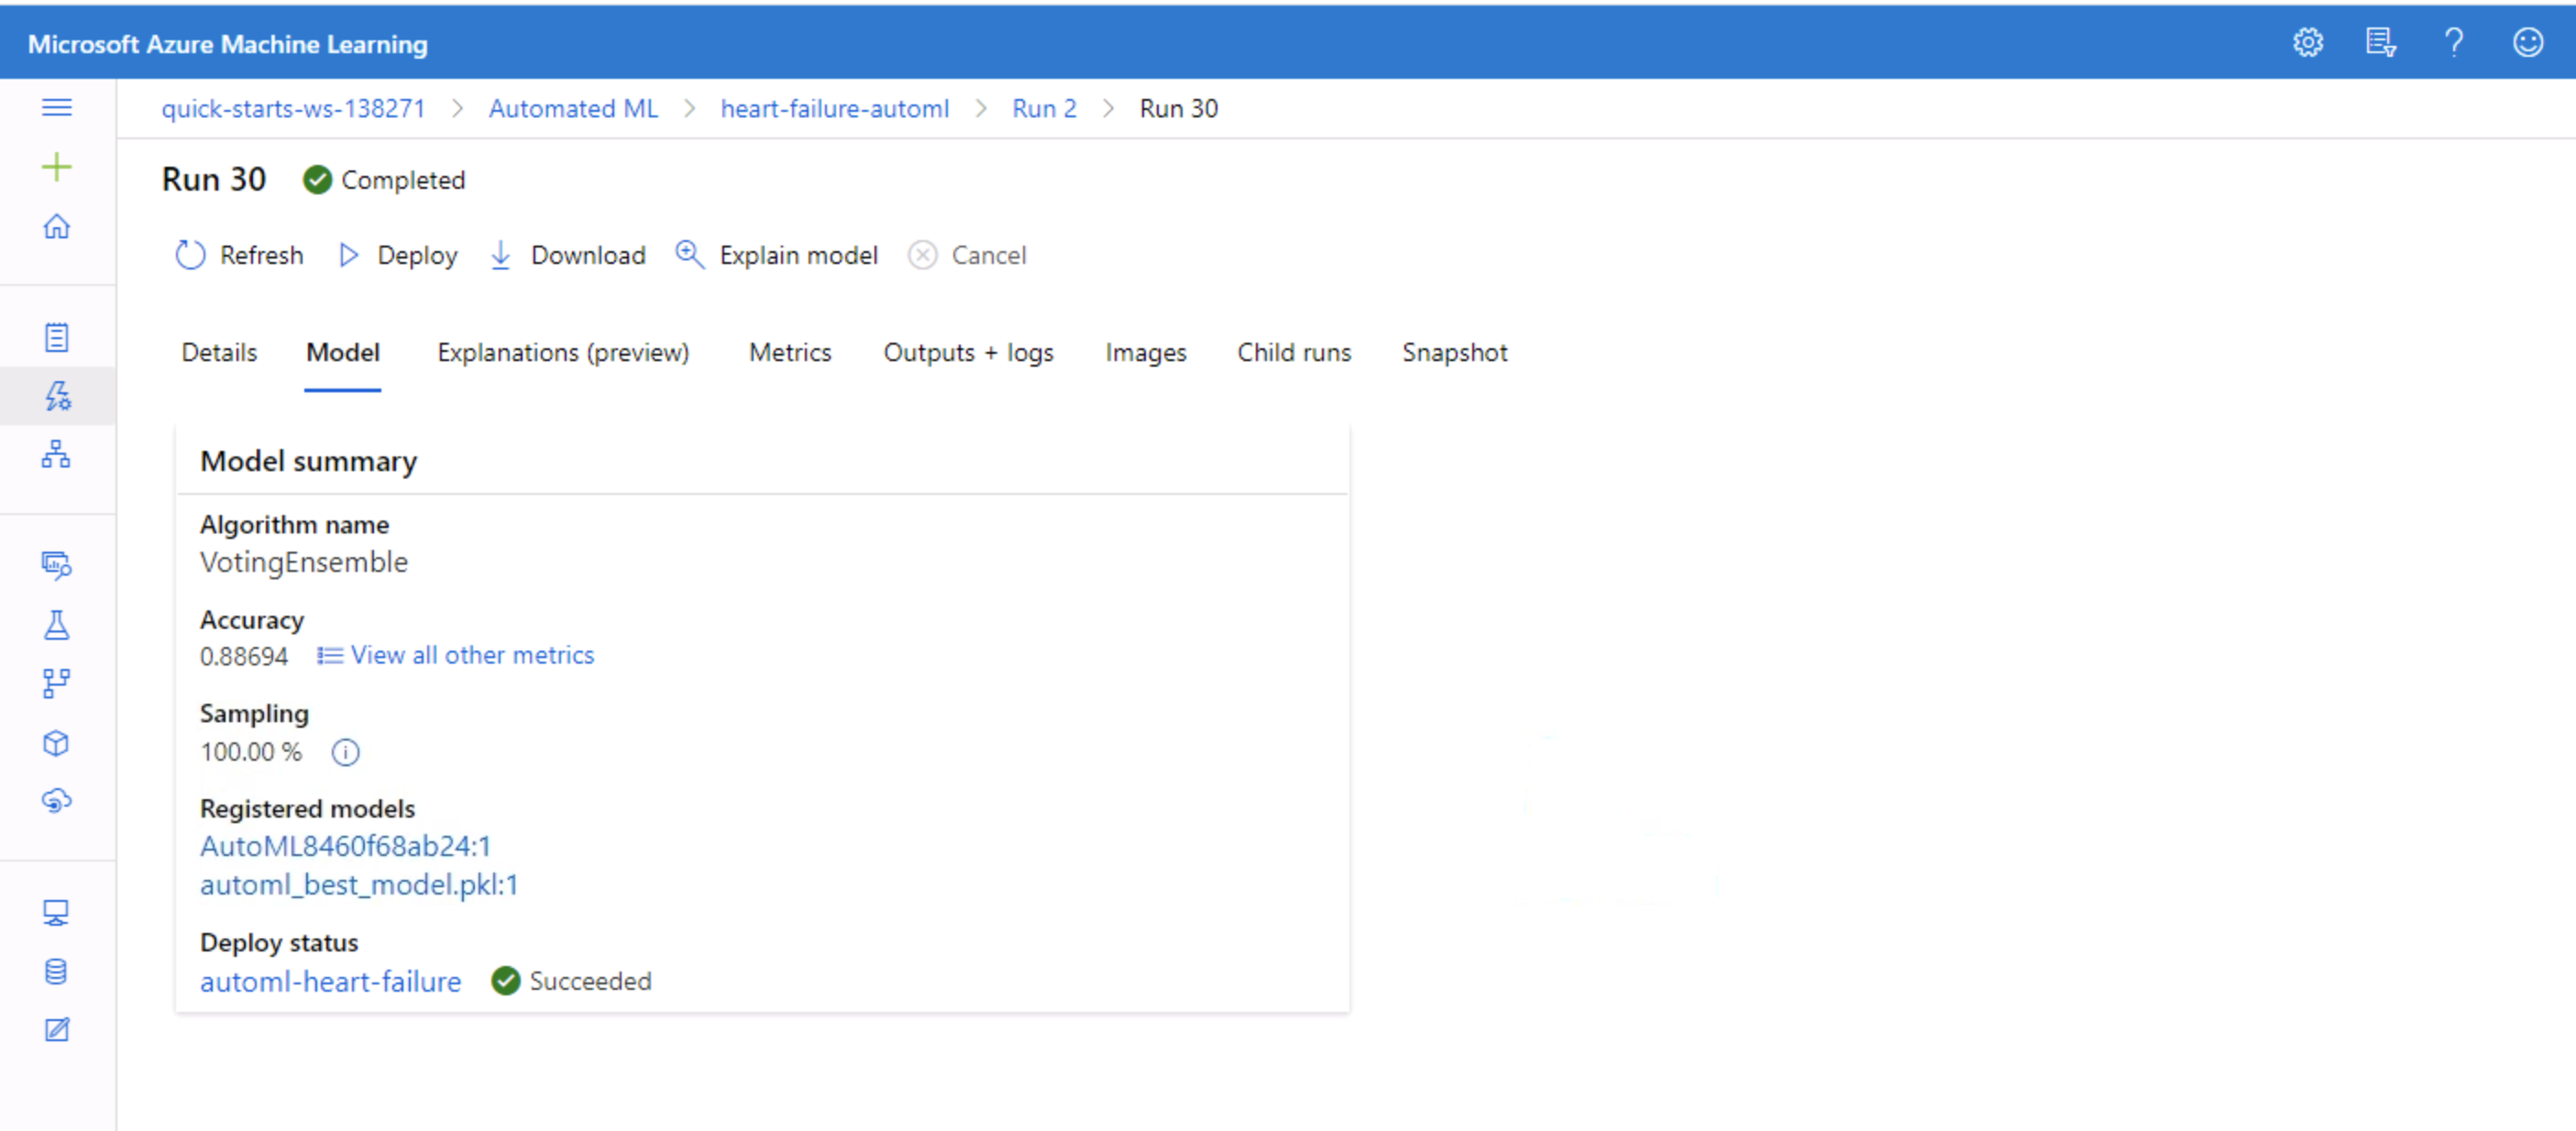 Microsoft Azure Machine Learning
quick-starts-ws-138271 > Automated ML > heart-failure-automl > Run 2 > Run 30
Run 30 Completed
Refresh Deploy Download Explain model Cancel
Details Model Explanations (preview) Metrics Outputs + logs Images Child runs Snapshot
Model summary
Algorithm name
VotingEnsemble
Accuracy
0.88694 View all other metrics
Sampling
100.00 %
Registered models
AutoML8460f68ab24:1
automl_best_model.pkl:1
Deploy status
automl-heart-failure Succeeded